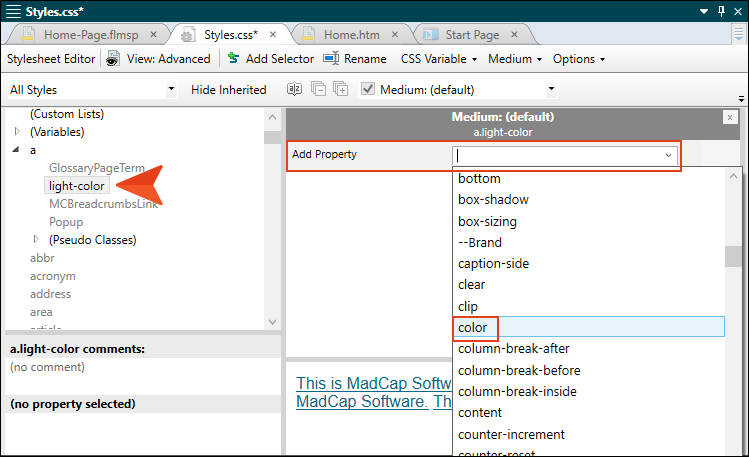 Styles.css*
Home-Page.flmsp
Styles.css*
Home.htm
Start Page
Stylesheet Editor
View: Advanced
Add Selector
Rename
CSS Variable
Medium
Options
All Styles
Hide Inherited
Medium: (default)
(Custom Lists)
(Variables)
a
GlossaryPageTerm
light-color
MCBreadcrumbsLink
Popup
(Pseudo Classes)
abbr
acronym
address
area
article
a.light-color comments:
(no comment)
(no property selected)
Medium: (default)
a.light-color
Add Property
bottom
box-shadow
box-sizing
--Brand
caption-side
clear
clip
color
column-break-after
column-break-before
column-break-inside
content
counter-increment
counter-reset
This is MadCap Softw
MadCap Software. Th